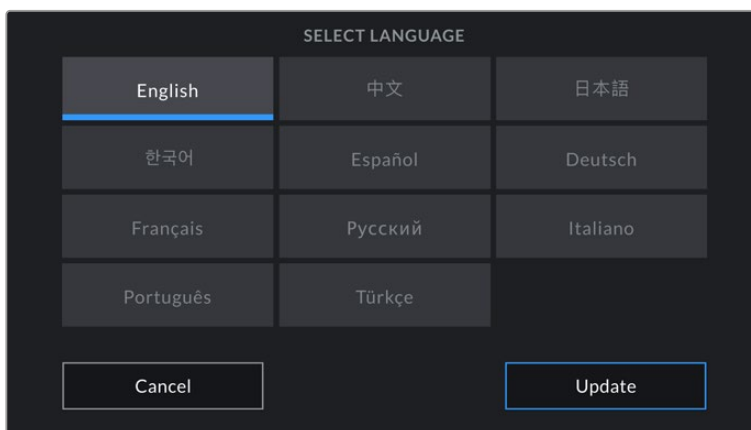 SELECT LANGUAGE
English 中文 日本語
한국어 Español Deutsch
Français Русский Italiano
Português Türkçe
Cancel Update